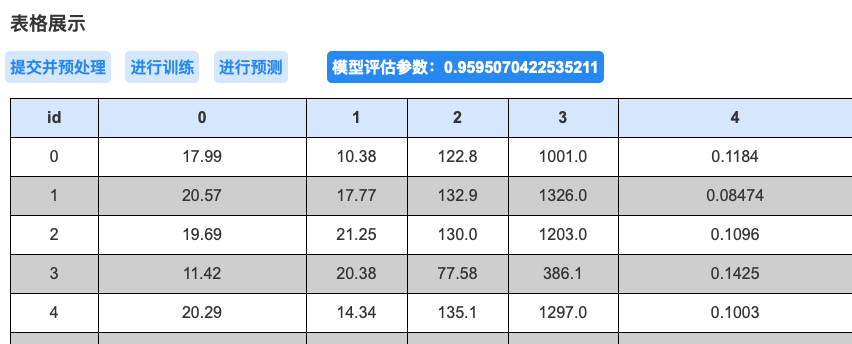 表格展示
提交并预处理 进行训练 进行预测 模型评估参数：0.9595070422535211
id 0 1 2 3 4
0 17.99 10.38 122.8 1001.0 0.1184
1 20.57 17.77 132.9 1326.0 0.08474
2 19.69 21.25 130.0 1203.0 0.1096
3 11.42 20.38 77.58 386.1 0.1425
4 20.29 14.34 135.1 1297.0 0.1003